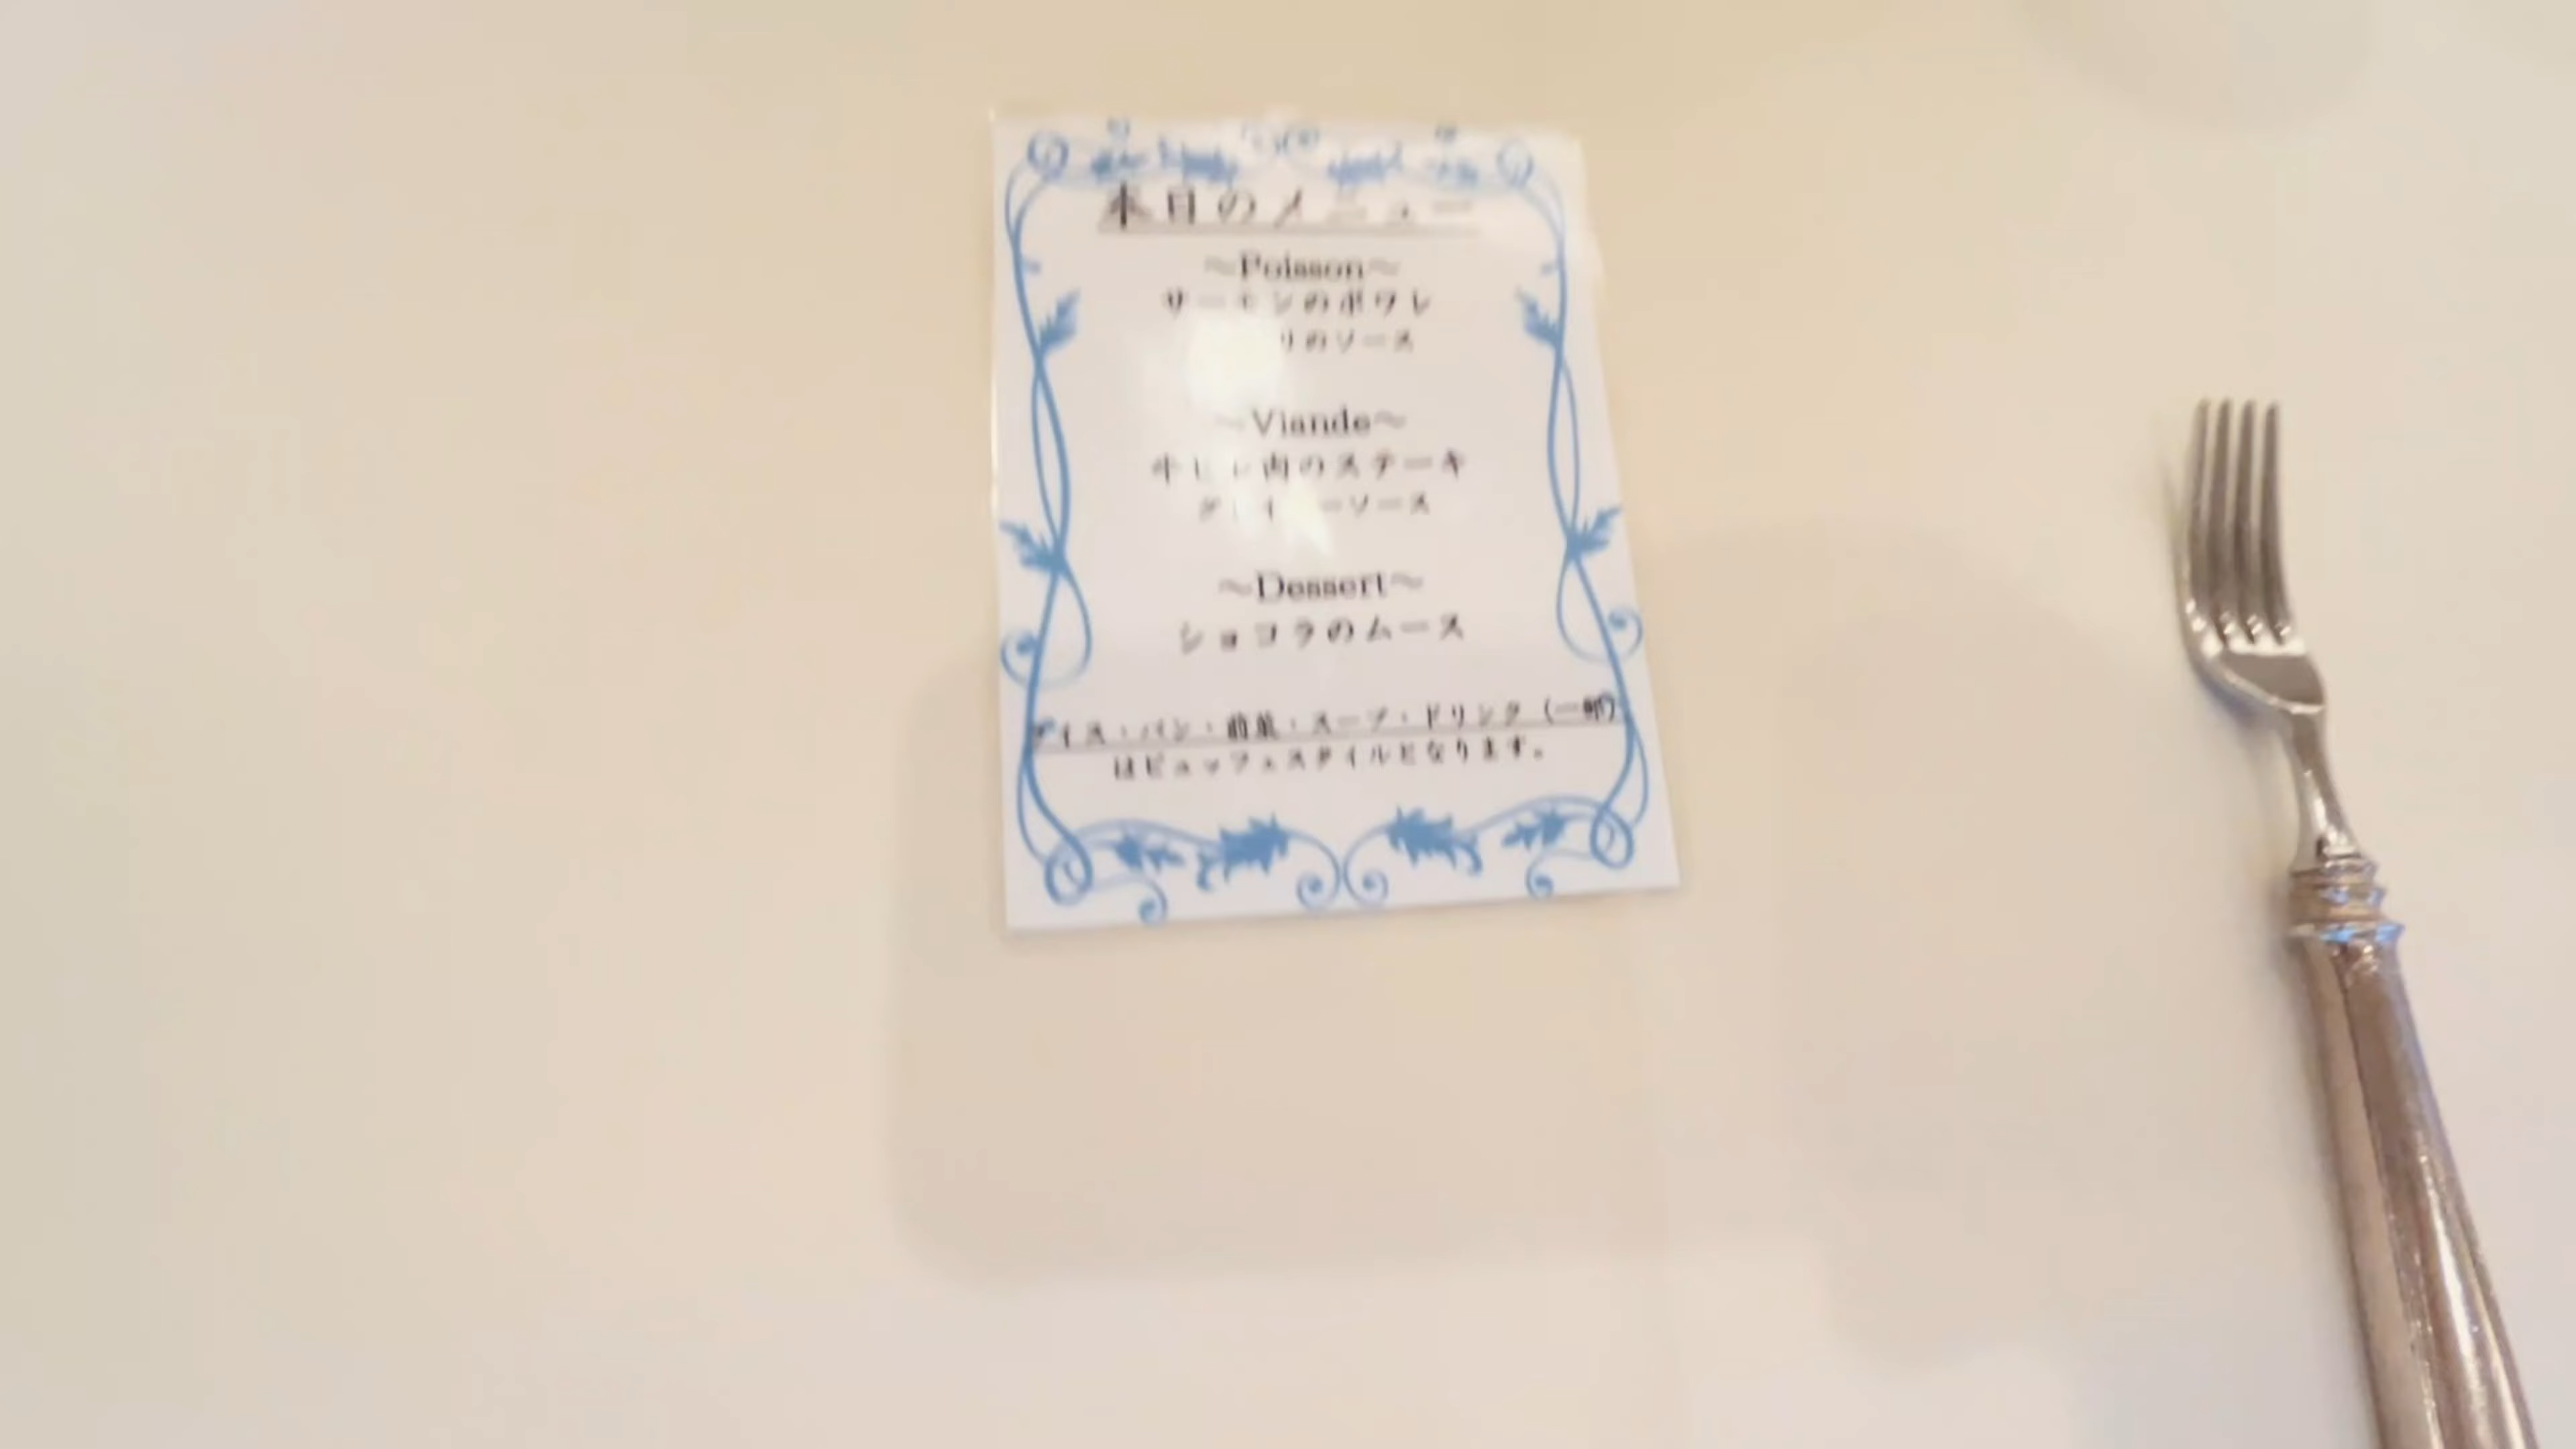 本日のメニュー
～Poisson～
サーモンのポワレ
リのソース
～Viande～
牛ヒレ肉のステーキ
ソース
～Dessert～
ショコラのムース
ライス・パン・前菜・スープ・ドリンク（一部）
はビュッフェスタイルとなります。